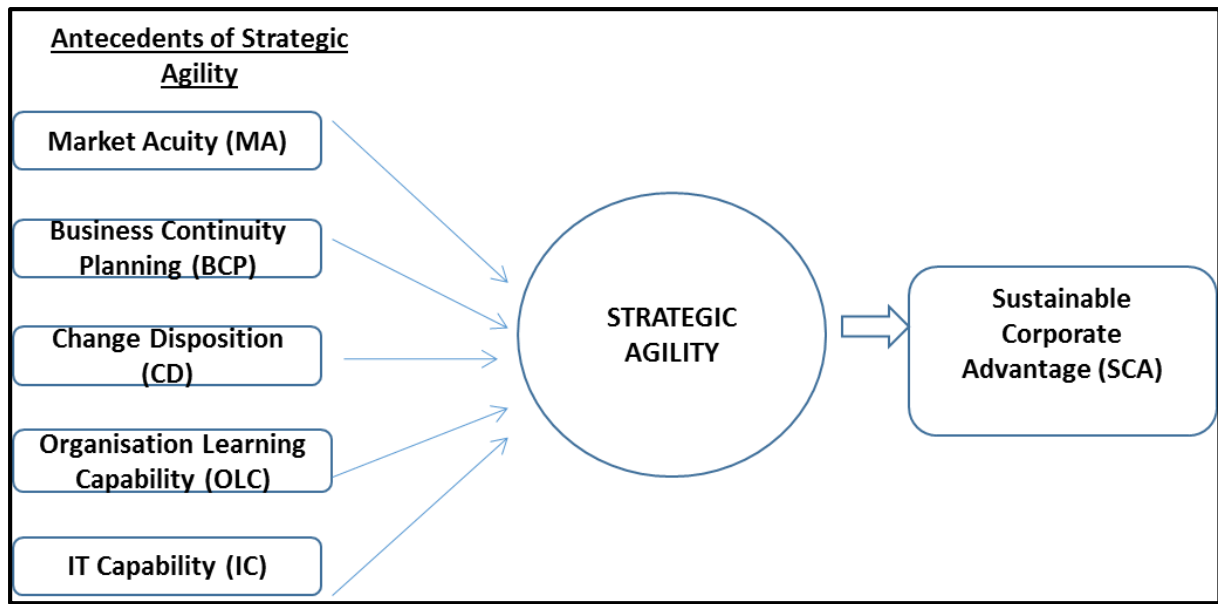 Antecedents of Strategic
Agility
Market Acuity (MA)
Business Continuity
Planning (BCP)
Change Disposition
(CD)
Organisation Learning
Capability (OLC)
IT Capability (IC)
STRATEGIC
AGILITY
Sustainable
Corporate
Advantage (SCA)